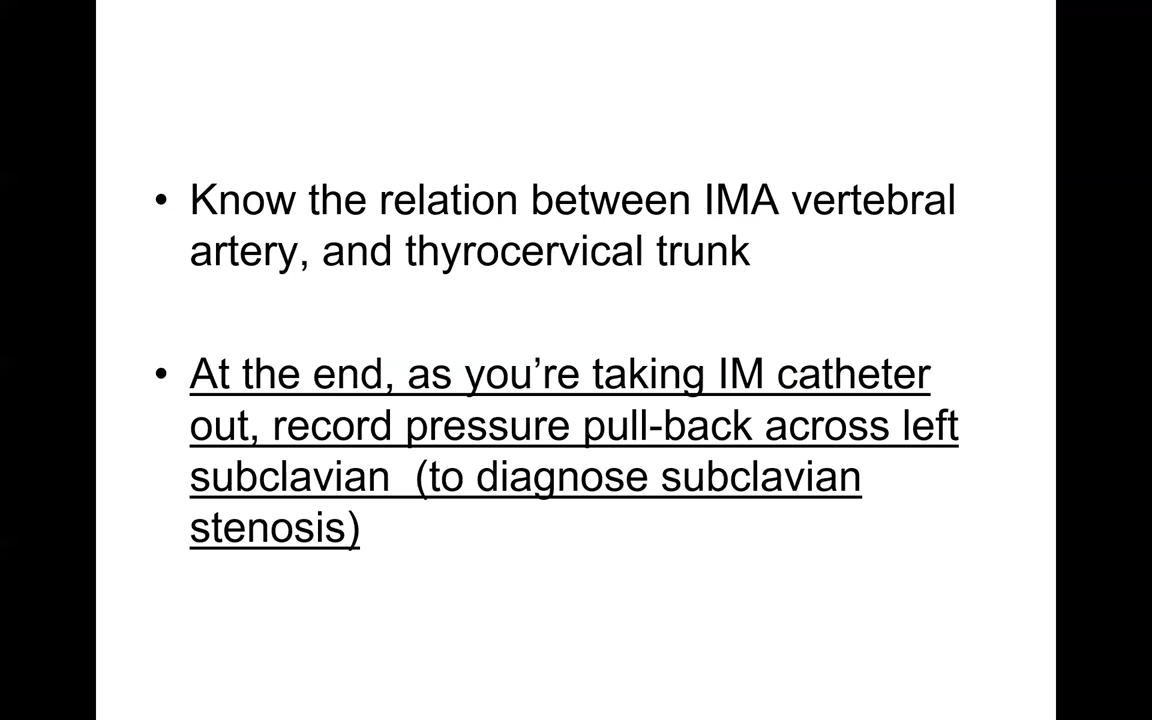 • Know the relation between IMA vertebral
artery, and thyrocervical trunk
• At the end, as you’re taking IM catheter
out, record pressure pull-back across left
subclavian  (to diagnose subclavian
stenosis)